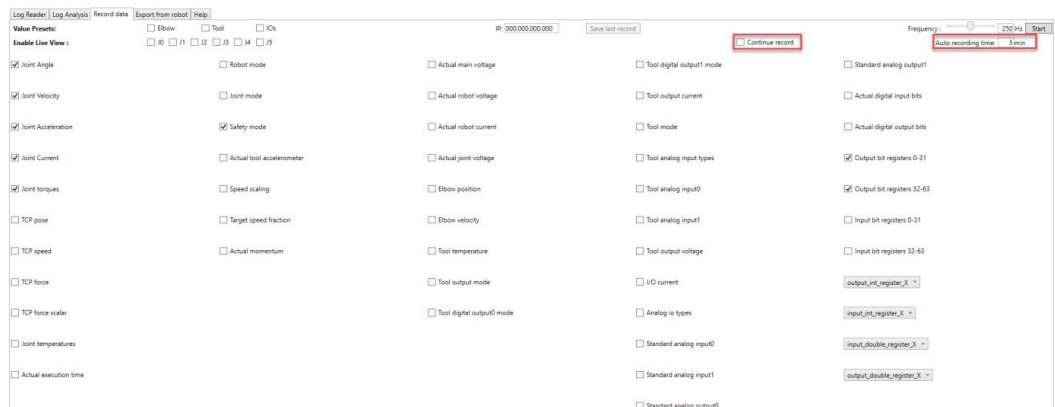 Log Reader Log Analysis Record data Export from robot Help
Value Presets: Elbow Tool IOs IP: 000.000.000.000 Save last record Frequency: 250 Hz Start
Enable Live View : J0 J1 J2 J3 J4 J5 Continue record Auto recording time: 5 min
Joint Angle Robot mode Actual main voltage Tool digital output1 mode Standard analog output1
Joint Velocity Joint mode Actual robot voltage Tool output current Actual digital input bits
Joint Acceleration Safety mode Actual robot current Tool mode Actual digital output bits
Joint Current Actual tool accelerometer Actual joint voltage Tool analog input types Output bit registers 0-31
Joint torques Speed scaling Elbow position Tool analog input0 Output bit registers 32-63
TCP pose Target speed fraction Elbow velocity Tool analog input1 Input bit registers 0-31
TCP speed Actual momentum Tool temperature Tool output voltage Input bit registers 32-63
TCP force Tool output mode I/O current output_int_register_X
TCP force scalar Tool digital output0 mode Analog io types input_int_register_X
Joint temperatures Standard analog input0 input_double_register_X
Actual execution time Standard analog input1 output_double_register_X
Standard analog output0